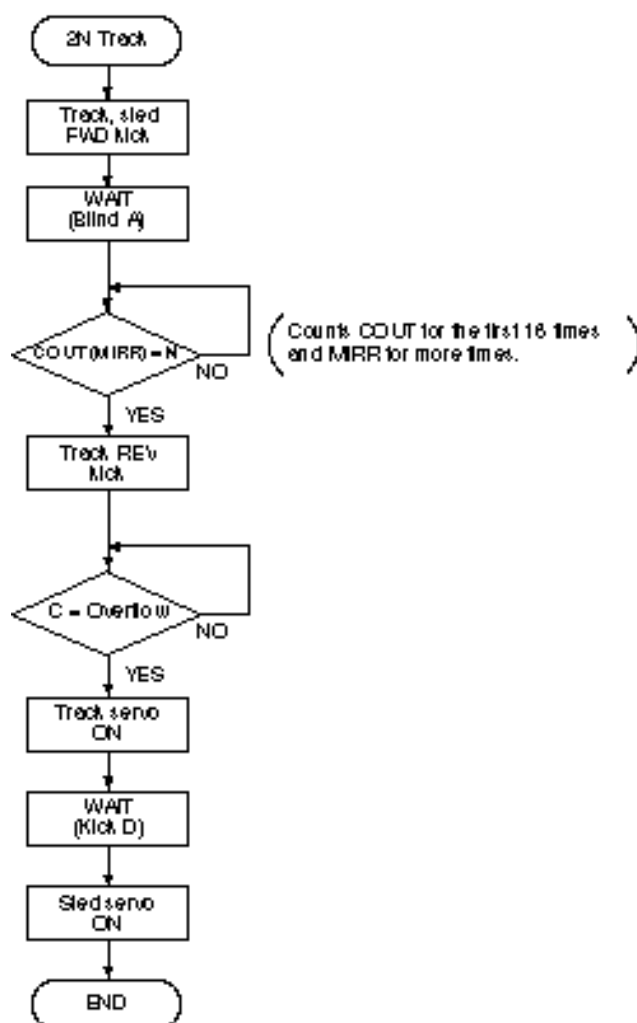 2N Track
Track, sled
FWD kick
WAIT
(Blind A)
COUT(MIRR) = N
NO
Counts COUT for the first 16 times
and MIRR for more times.
YES
Track REV
kick
C = Overflow
NO
YES
Track servo
ON
WAIT
(Kick D)
Sled servo
ON
END